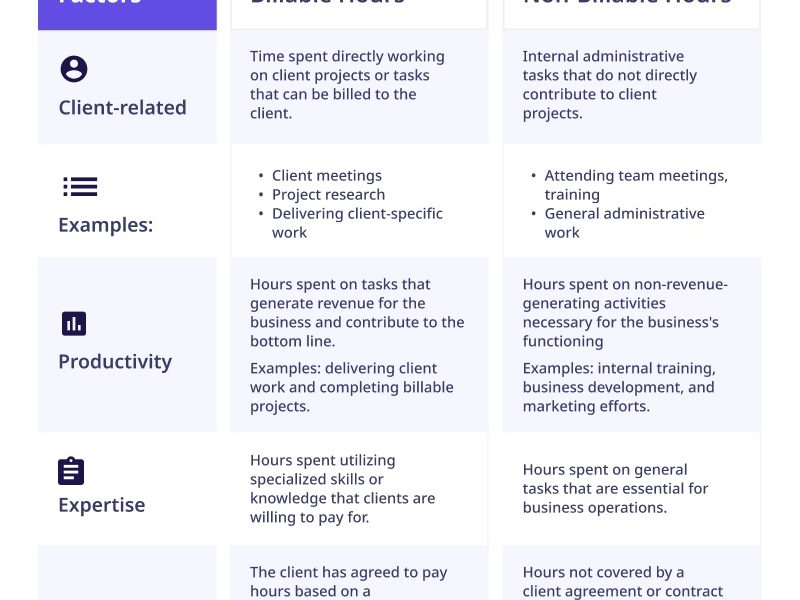 Factors
Billable Hours
Non-Billable Hours
Client-related
Time spent directly working
on client projects or tasks
that can be billed to the
client.
Internal administrative
tasks that do not directly
contribute to client
projects.
Examples:
• Client meetings
• Project research
• Delivering client-specific
work
• Attending team meetings,
training
• General administrative
work
Productivity
Hours spent on tasks that
generate revenue for the
business and contribute to the
bottom line.
Examples: delivering client
work and completing billable
projects.
Hours spent on non-revenue-
generating activities
necessary for the business's
functioning
Examples: internal training,
business development, and
marketing efforts.
Expertise
Hours spent utilizing
specialized skills or
knowledge that clients are
willing to pay for.
Hours spent on general
tasks that are essential for
business operations.
The client has agreed to pay
hours based on a
Hours not covered by a
client agreement or contract